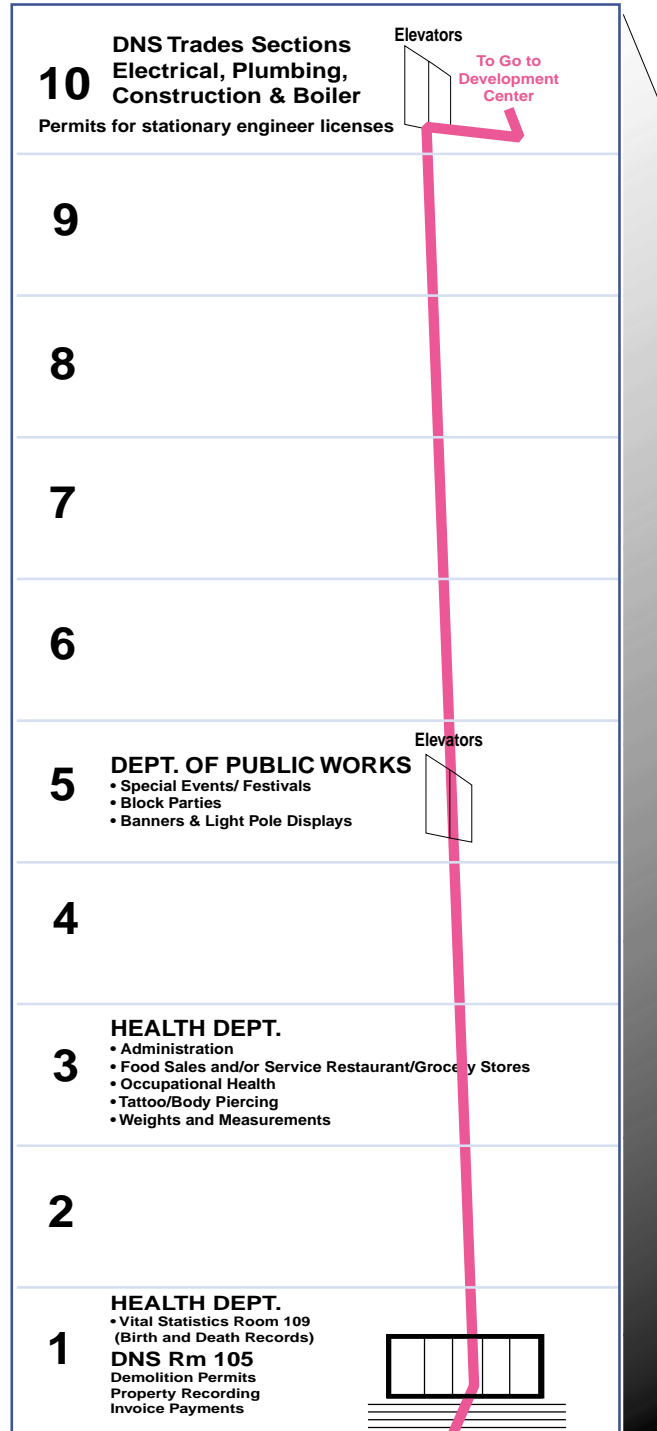 10
DNS Trades Sections
Electrical, Plumbing,
Construction & Boiler
Permits for stationary engineer licenses
Elevators
To Go to
Development
Center
9
8
7
6
5
DEPT. OF PUBLIC WORKS
• Special Events/ Festivals
• Block Parties
• Banners & Light Pole Displays
Elevators
4
3
HEALTH DEPT.
• Administration
• Food Sales and/or Service Restaurant/Grocery Stores
• Occupational Health
• Tattoo/Body Piercing
• Weights and Measurements
2
1
HEALTH DEPT.
• Vital Statistics Room 109
(Birth and Death Records)
DNS Rm 105
Demolition Permits
Property Recording
Invoice Payments